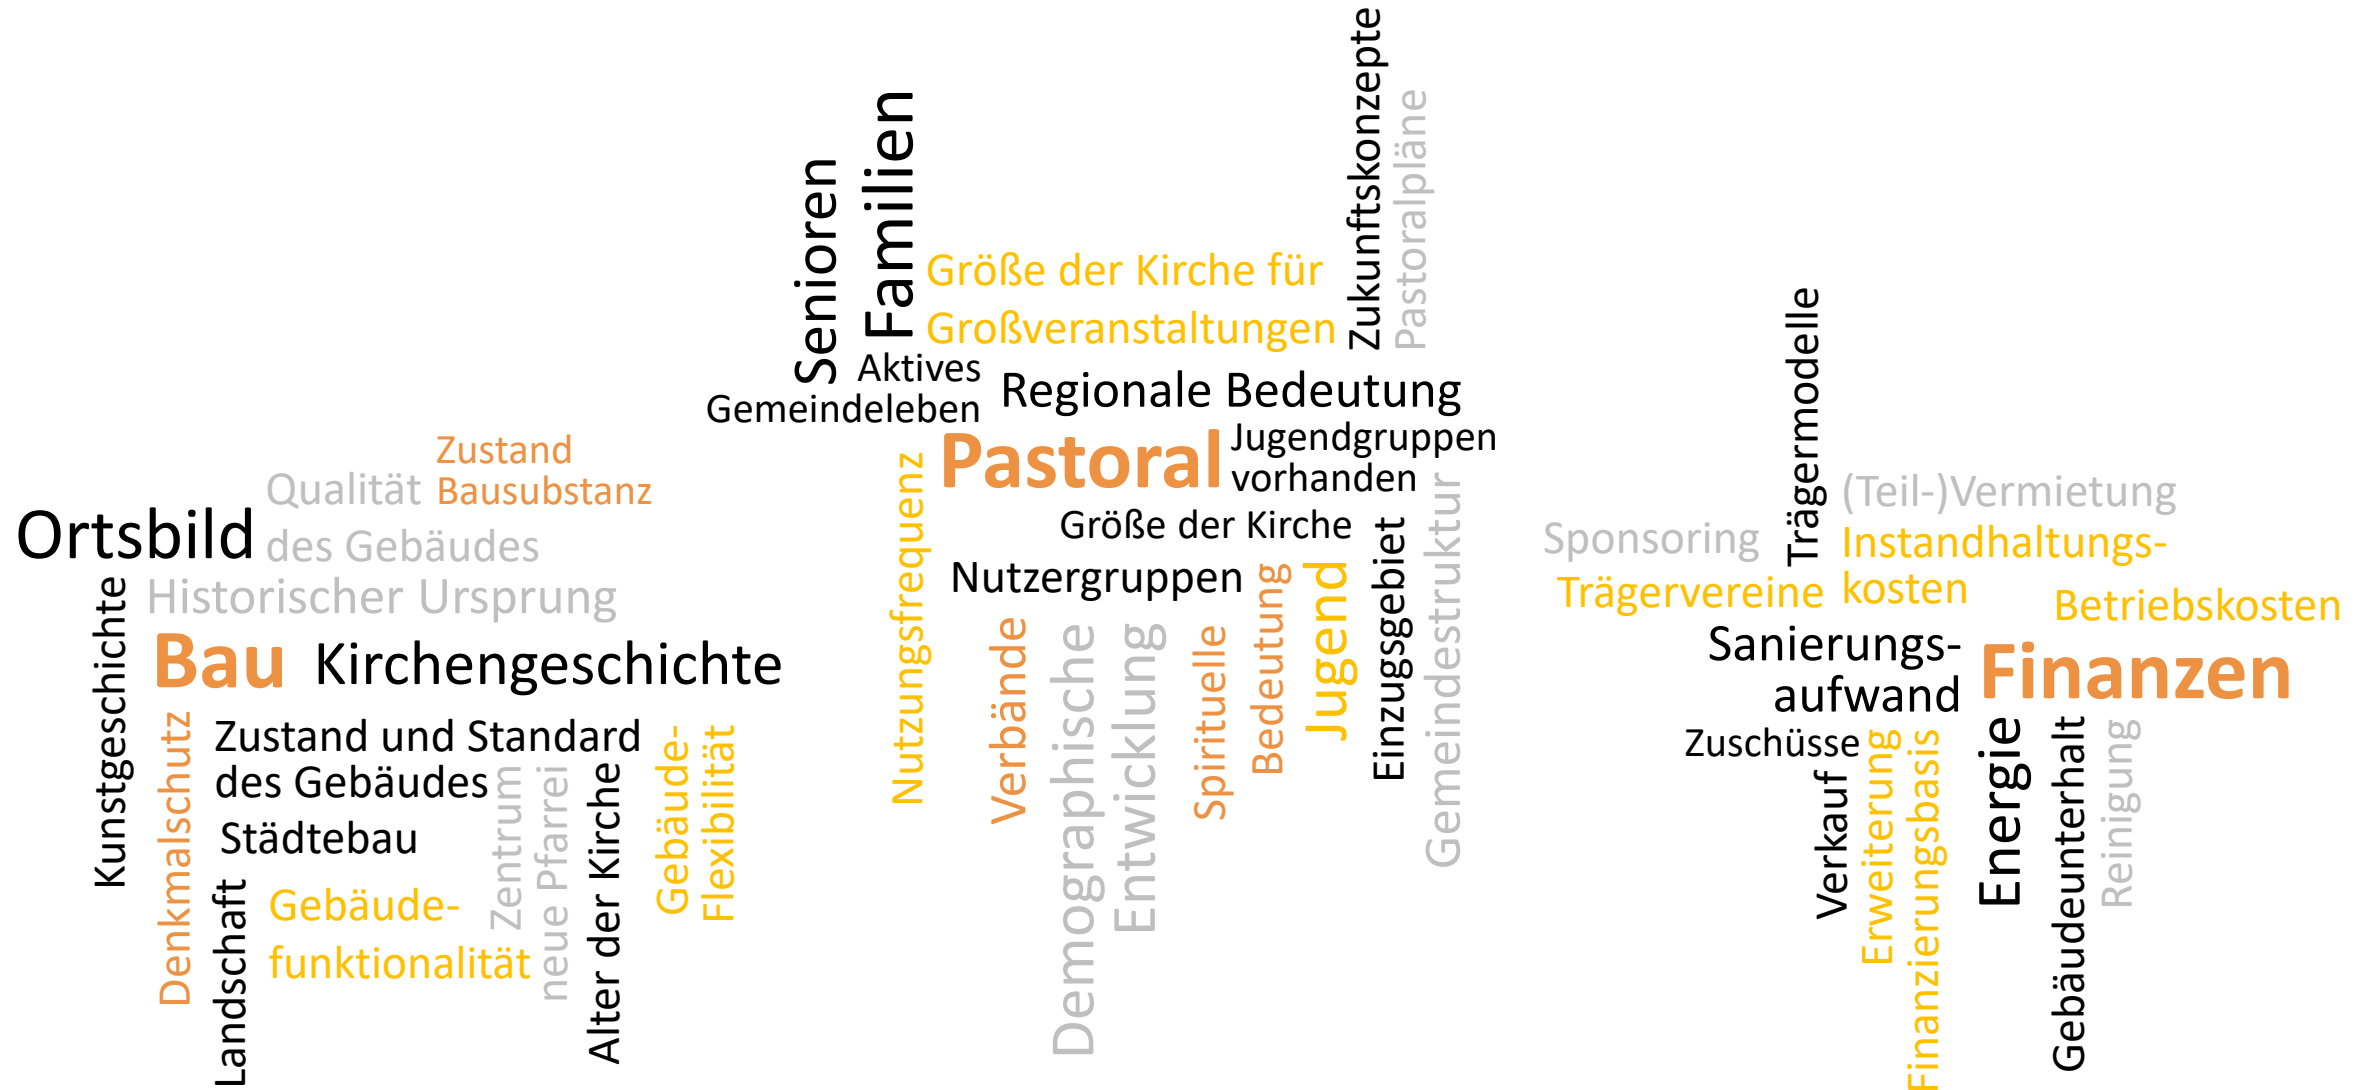 Ortsbild
Qualität
des Gebäudes
Zustand
Bausubstanz
Historischer Ursprung
Kunstgeschichte
Bau
Kirchengeschichte
Denkmalschutz
Zustand und Standard
des Gebäudes
Städtebau
Landschaft
Gebäude-
funktionalität
Zentrum
neue Pfarrei
Alter der Kirche
Gebäude-
Flexibilität
Senioren
Familien
Größe der Kirche für
Großveranstaltungen
Zukunftskonzepte
Pastoralpläne
Aktives
Gemeindeleben
Regionale Bedeutung
Pastoral
Jugendgruppen
vorhanden
Nutzungsfrequenz
Größe der Kirche
Nutzergruppen
Verbände
Demographische
Entwicklung
Spirituelle
Bedeutung
Jugend
Einzugsgebiet
Gemeindestruktur
Trägermodelle
(Teil-)Vermietung
Sponsoring
Instandhaltungs-
kosten
Trägervereine
Betriebskosten
Sanierungs-
aufwand
Finanzen
Zuschüsse
Verkauf
Erweiterung
Finanzierungsbasis
Energie
Gebäudeunterhalt
Reinigung